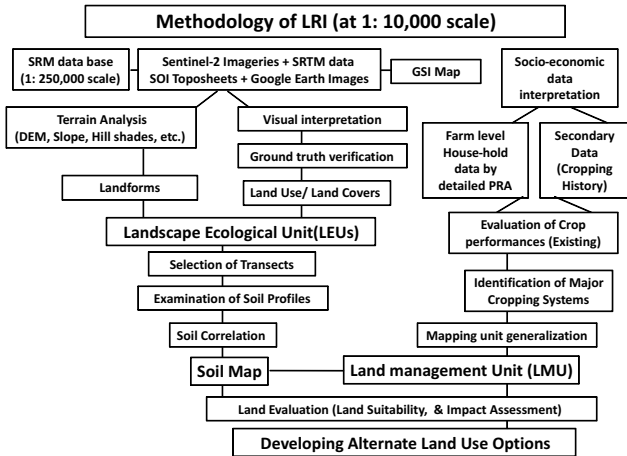 Methodology of LRI (at 1: 10,000 scale)
SRM data base
(1: 250,000 scale)
Sentinel-2 Imageries + SRTM data
SOI Toposheets + Google Earth Images
GSI Map
Socio-economic
data
interpretation
Terrain Analysis
(DEM, Slope, Hill shades, etc.)
Visual interpretation
Ground truth verification
Farm level
House-hold
data by
detailed PRA
Secondary
Data
(Cropping
History)
Landforms
Land Use/ Land Covers
Landscape Ecological Unit(LEUs)
Evaluation of Crop
performances (Existing)
Selection of Transects
Examination of Soil Profiles
Identification of Major
Cropping Systems
Soil Correlation
Mapping unit generalization
Soil Map
Land management Unit (LMU)
Land Evaluation (Land Suitability, & Impact Assessment)
Developing Alternate Land Use Options